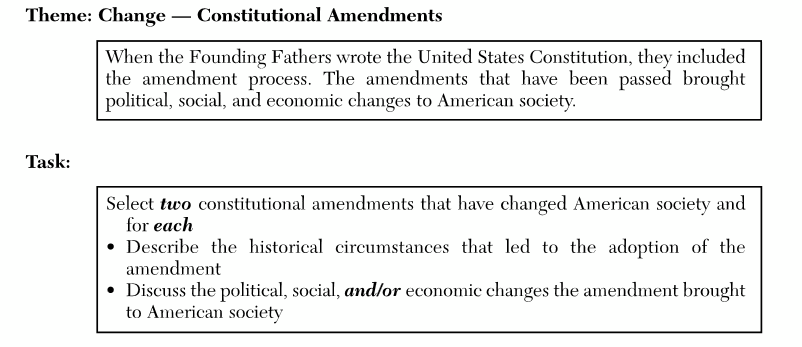 Theme: Change — Constitutional Amendments
When the Founding Fathers wrote the United States Constitution, they included
the amendment process. The amendments that have been passed brought
political, social, and economic changes to American society.
Task:
Select two constitutional amendments that have changed American society and
for each
• Describe the historical circumstances that led to the adoption of the
amendment
• Discuss the political, social, and/or economic changes the amendment brought
to American society